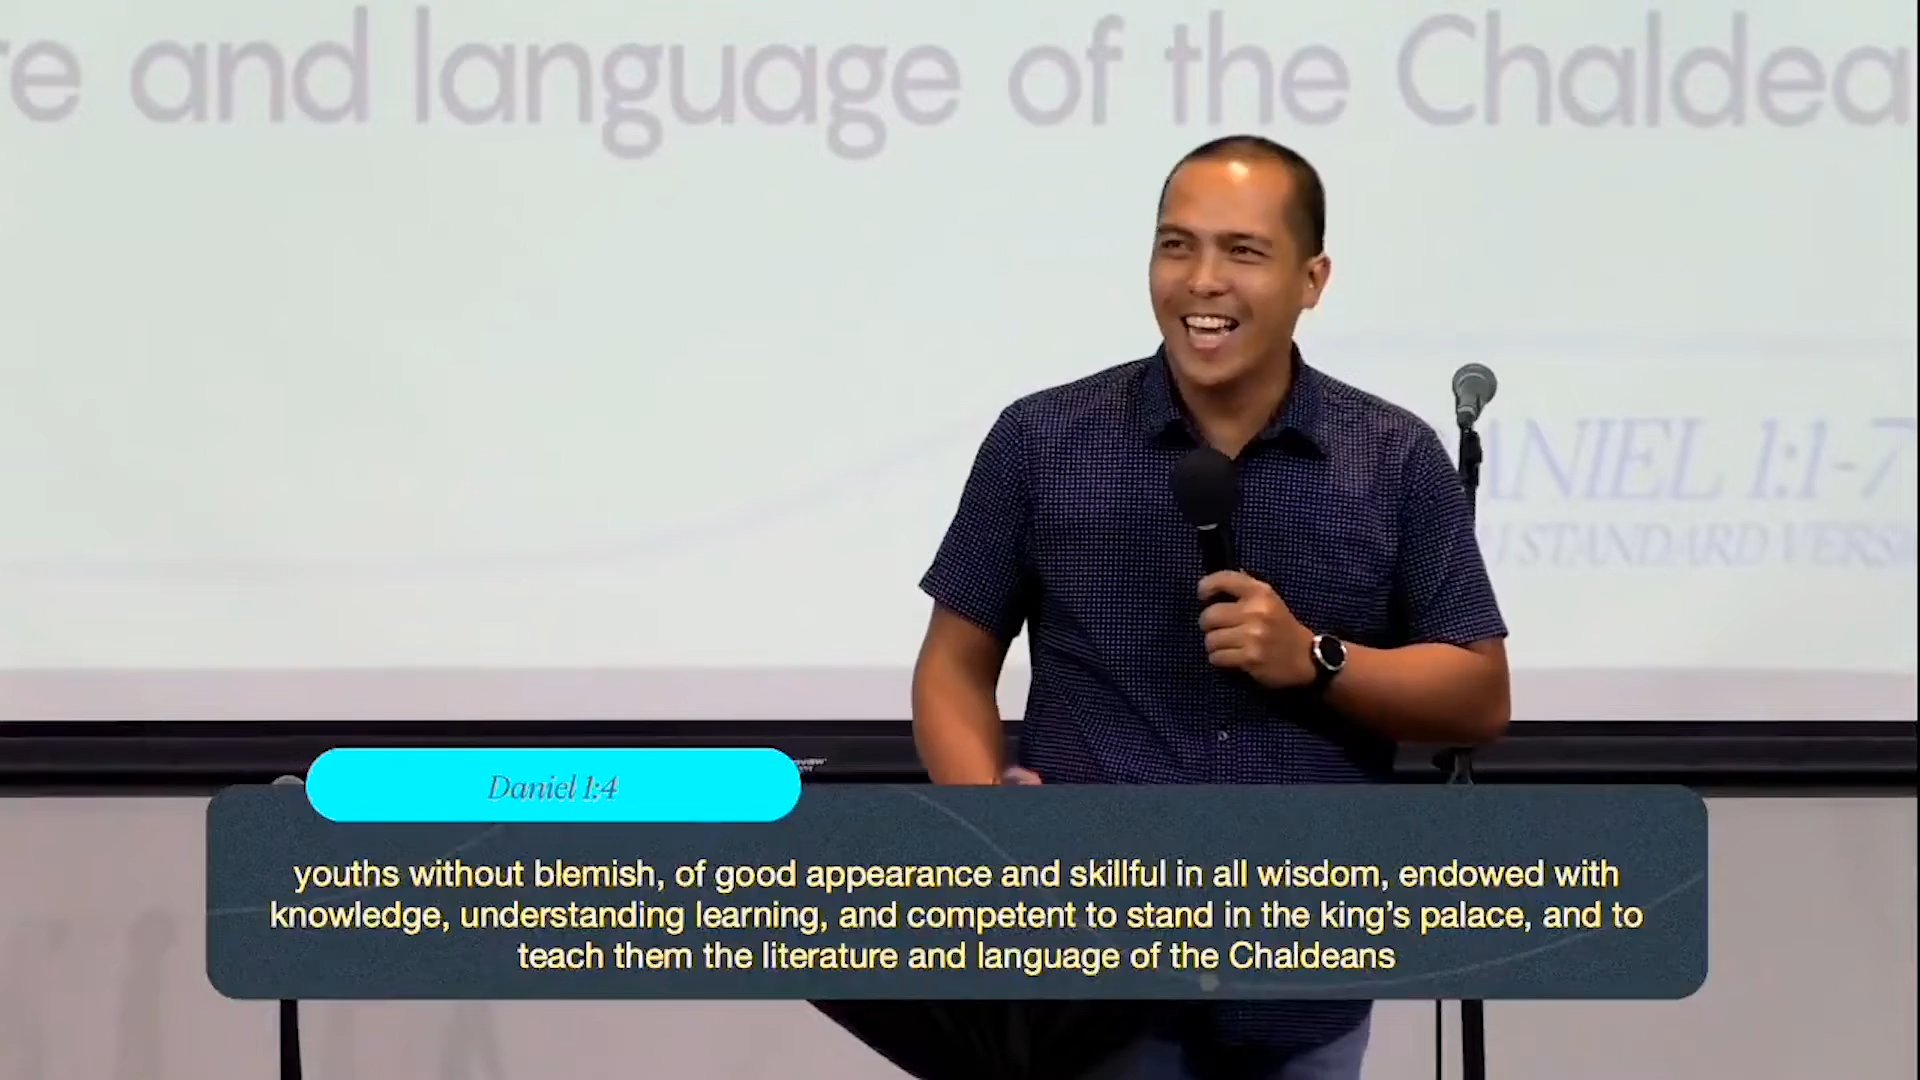 re and language of the Chaldea
DANIEL 1:1-7
STANDARD VERS
Daniel 1:4
youths without blemish, of good appearance and skillful in all wisdom, endowed with
knowledge, understanding learning, and competent to stand in the king’s palace, and to
teach them the literature and language of the Chaldeans